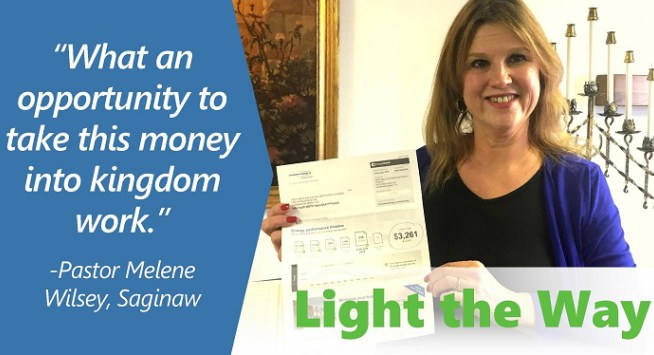 “What an
opportunity to
take this money
into kingdom
work.”
-Pastor Melene
Wilsey, Saginaw
$3,261
Light the Way